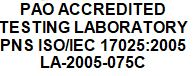 PAO ACCREDITED
TESTING LABORATORY
PNS ISO/IEC 17025:2005
LA-2005-075C